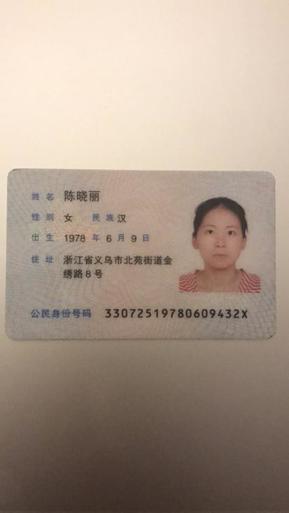 姓名 陈晓丽
性别 女 民族 汉
出生 1978 年 6 月 9 日
住址 浙江省义乌市北苑街道金
绣路8号
公民身份号码 33072519780609432X